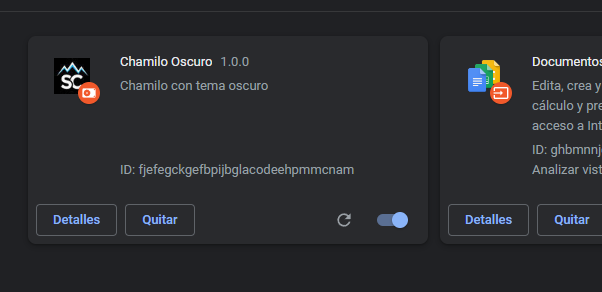 SC
Chamilo Oscuro 1.0.0
Chamilo con tema oscuro
ID: fjefegckgefbpijbglacodeehpmmcnam
Detalles
Quitar
Documentos
Edita, crea y
cálculo y pre
acceso a Int
ID: ghbmnnj
Analizar vist
Detalles
Quitar